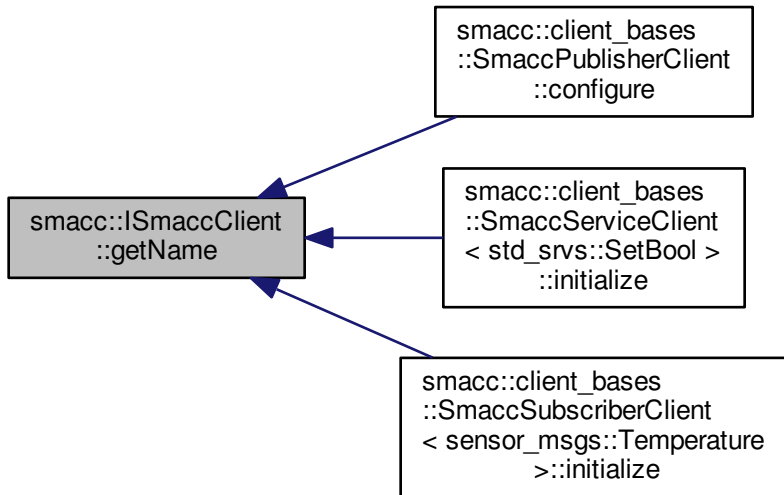 smacc::ISmaccClient
::getName
smacc::client_bases
::SmaccPublisherClient
::configure
smacc::client_bases
::SmaccServiceClient
< std_srvs::SetBool >
::initialize
smacc::client_bases
::SmaccSubscriberClient
< sensor_msgs::Temperature
>::initialize